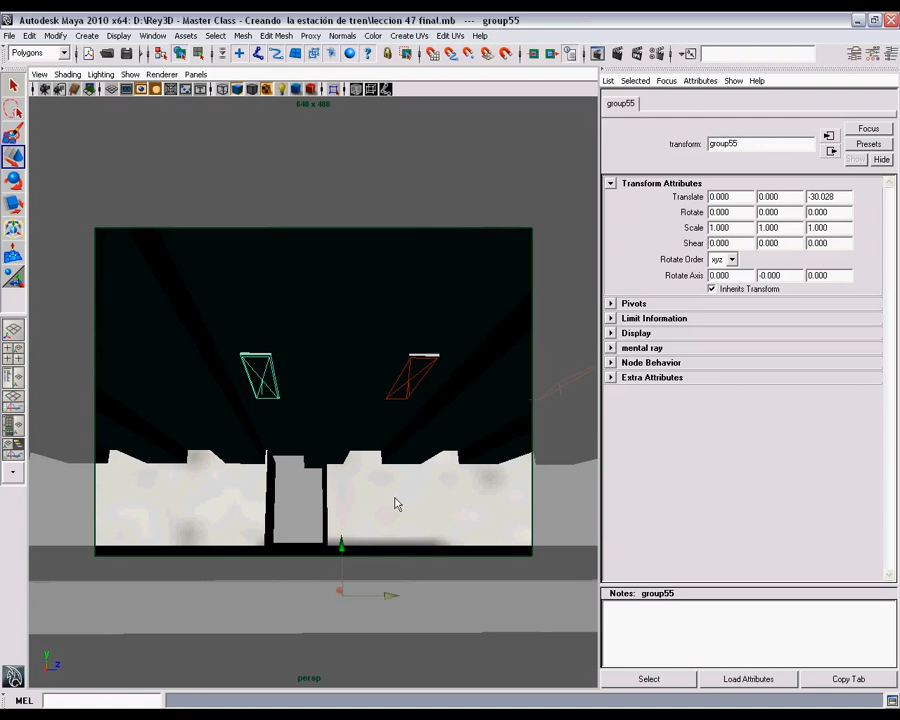 Autodesk Maya 2010 x64: D:\Rey3D - Master Class - Creando la estación de tren\leccion 47 final.mb --- group55
File Edit Modify Create Display Window Assets Select Mesh Edit Mesh Proxy Normals Color Create UVs Edit UVs Help
Polygons
View Shading Lighting Show Renderer Panels
List Selected Focus Attributes Show Help
640 x 480
group55
transform: group55
Focus
Presets
Show Hide
Transform Attributes
Translate 0.000 0.000 -30.028
Rotate 0.000 0.000 0.000
Scale 1.000 1.000 1.000
Shear 0.000 0.000 0.000
Rotate Order xyz
Rotate Axis 0.000 -0.000 0.000
Inherits Transform
Pivots
Limit Information
Display
mental ray
Node Behavior
Extra Attributes
Notes: group55
y
z
persp
Select Load Attributes Copy Tab
MEL